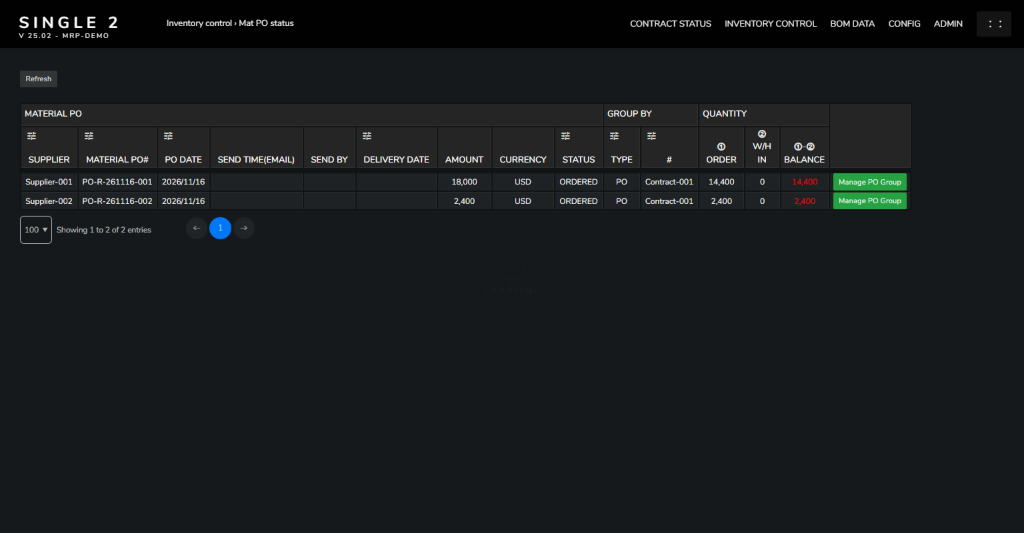 SINGLE 2
V 25.02 - MRP-DEMO
Inventory control › Mat PO status
CONTRACT STATUS INVENTORY CONTROL BOM DATA CONFIG ADMIN
Refresh
MATERIAL PO GROUP BY QUANTITY
SUPPLIER MATERIAL PO# PO DATE SEND TIME(EMAIL) SEND BY DELIVERY DATE AMOUNT CURRENCY STATUS TYPE # ① ORDER ② W/H IN ①-② BALANCE
Supplier-001 PO-R-261116-001 2026/11/16 18,000 USD ORDERED PO Contract-001 14,400 0 14,400 Manage PO Group
Supplier-002 PO-R-261116-002 2026/11/16 2,400 USD ORDERED PO Contract-001 2,400 0 2,400 Manage PO Group
100 ▾ Showing 1 to 2 of 2 entries ← 1 →